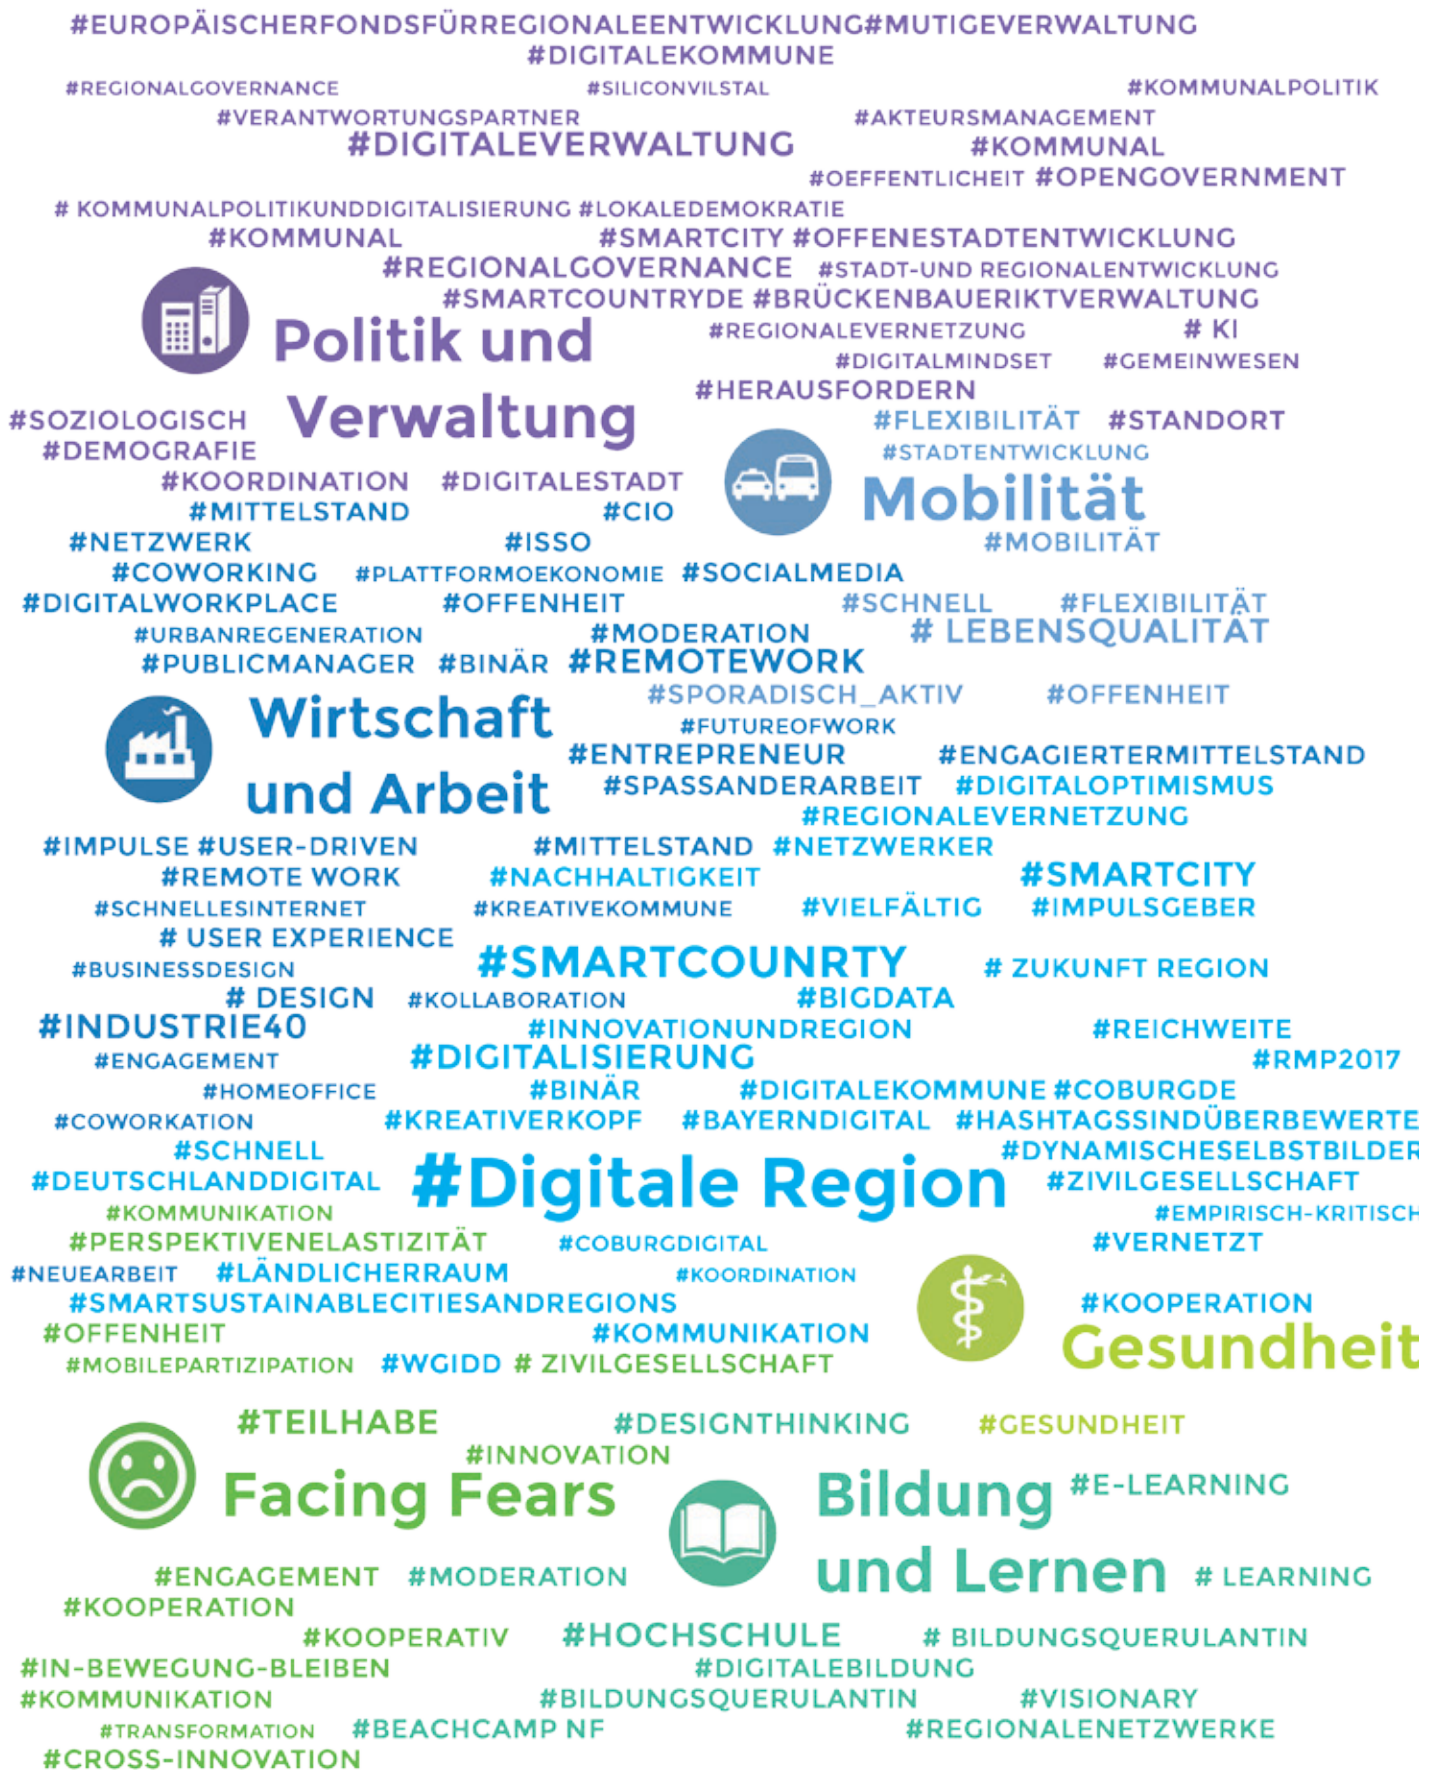 #EUROPÄISCHERFONDSFÜRREGIONALEENTWICKLUNG#MUTIGEVERWALTUNG
#DIGITALEKOMMUNE
#REGIONALGOVERNANCE #SILICONVILSTAL #KOMMUNALPOLITIK
#VERANTWORTUNGSPARTNER #AKTEURSMANAGEMENT
#DIGITALEVERWALTUNG #KOMMUNAL
#OEFFENTLICHEIT #OPENGOVERNMENT
# KOMMUNALPOLITIKUNDDIGITALISIERUNG #LOKALEDEMOKRATIE
#KOMMUNAL #SMARTCITY #OFFENESTADTENTWICKLUNG
#REGIONALGOVERNANCE #STADT-UND REGIONALENTWICKLUNG
#SMARTCOUNTRYDE #BRÜCKENBAUERIKTVERWALTUNG
Politik und #REGIONALEVERNETZUNG # KI
#DIGITALMINDSET #GEMEINWESEN
#HERAUSFORDERN
#SOZIOLOGISCH Verwaltung #FLEXIBILITÄT #STANDORT
#DEMOGRAFIE #STADTENTWICKLUNG
#KOORDINATION #DIGITALESTADT Mobilität
#MITTELSTAND #CIO
#NETZWERK #ISSO #MOBILITÄT
#COWORKING #PLATTFORMOEKONOMIE #SOCIALMEDIA
#DIGITALWORKPLACE #OFFENHEIT #SCHNELL #FLEXIBILITÄT
#URBANREGENERATION #MODERATION # LEBENSQUALITÄT
#PUBLICMANAGER #BINÄR #REMOTEWORK
#SPORADISCH_AKTIV #OFFENHEIT
Wirtschaft #FUTUREOFWORK
#ENTREPRENEUR #ENGAGIERTERMITTELSTAND
und Arbeit #SPASSANDERARBEIT #DIGITALOPTIMISMUS
#REGIONALEVERNETZUNG
#IMPULSE #USER-DRIVEN #MITTELSTAND #NETZWERKER
#REMOTE WORK #NACHHALTIGKEIT #SMARTCITY
#SCHNELLESINTERNET #KREATIVEKOMMUNE #VIELFÄLTIG #IMPULSGEBER
# USER EXPERIENCE
#BUSINESSDESIGN #SMARTCOUNRTY # ZUKUNFT REGION
# DESIGN #KOLLABORATION #BIGDATA
#INDUSTRIE40 #INNOVATIONUNDREGION #REICHWEITE
#ENGAGEMENT #DIGITALISIERUNG #RMP2017
#HOMEOFFICE #BINÄR #DIGITALEKOMMUNE #COBURGDE
#COWORKATION #KREATIVERKOPF #BAYERNDIGITAL #HASHTAGSSINDÜBERBEWERTE
#SCHNELL #DYNAMISCHESELBSTBILDER
#DEUTSCHLANDDIGITAL #Digitale Region #ZIVILGESELLSCHAFT
#KOMMUNIKATION #EMPIRISCH-KRITISCH
#PERSPEKTIVENELASTIZITÄT #COBURGDIGITAL #VERNETZT
#NEUEARBEIT #LÄNDLICHERRAUM #KOORDINATION
#SMARTSUSTAINABLECITIESANDREGIONS #KOOPERATION
#OFFENHEIT #KOMMUNIKATION Gesundheit
#MOBILEPARTIZIPATION #WGIDD # ZIVILGESELLSCHAFT
#TEILHABE #DESIGNTHINKING #GESUNDHEIT
#INNOVATION
Facing Fears Bildung #E-LEARNING
#ENGAGEMENT #MODERATION und Lernen # LEARNING
#KOOPERATION
#KOOPERATIV #HOCHSCHULE # BILDUNGSQUERULANTIN
#IN-BEWEGUNG-BLEIBEN #DIGITALEBILDUNG
#KOMMUNIKATION #BILDUNGSQUERULANTIN #VISIONARY
#TRANSFORMATION #BEACHCAMP NF #REGIONALENETZWERKE
#CROSS-INNOVATION